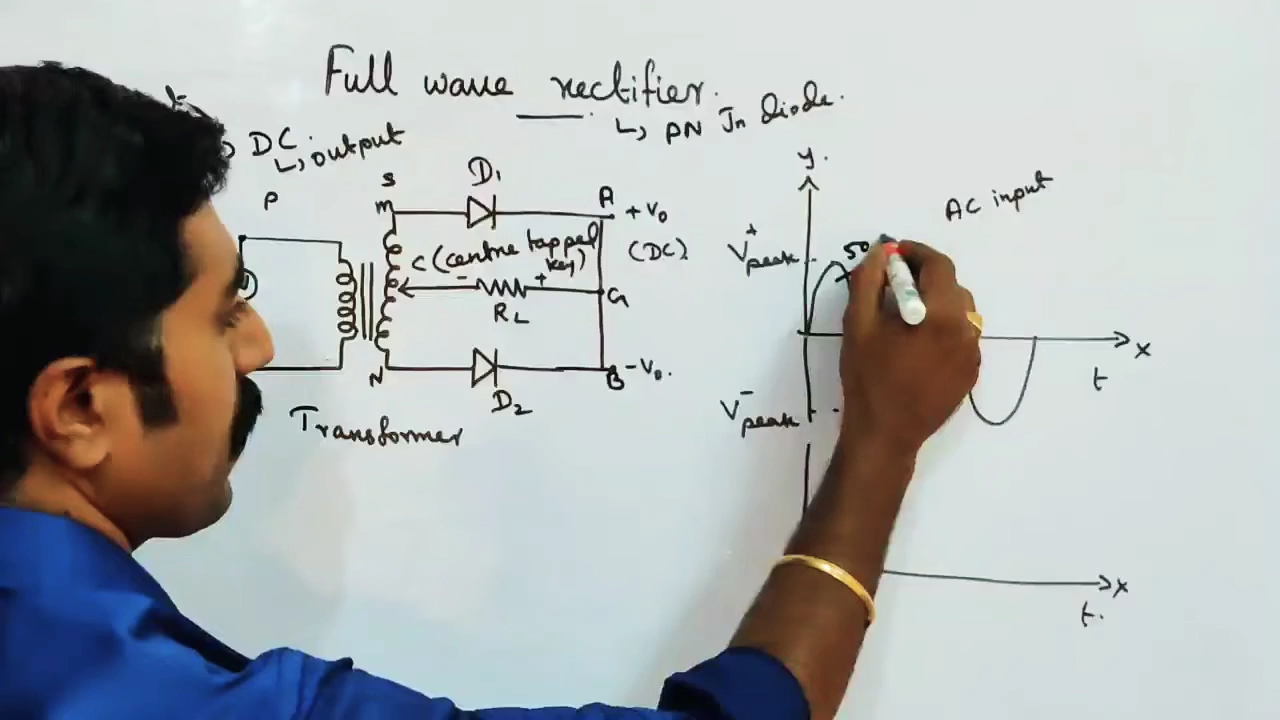 Full wave rectifier.
↳ PN Jn diode.
DC.
↳ output
P
S
M
D1
A
+V0
(DC)
C (centre tapped key)
- +
RL
G
N
D2
B
-V0.
Transformer
y.
AC input
V+peak
50
V-peak
x
t
x
t.